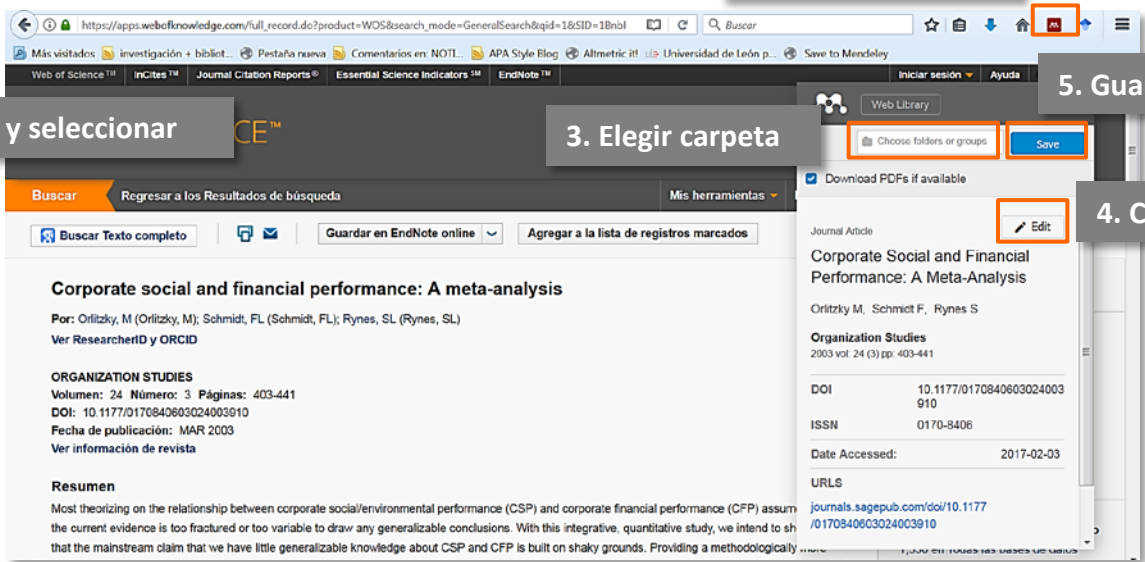 https://apps.webofknowledge.com/full_record.do?product=WOS&search_mode=GeneralSearch&qid=1&SID=1Bnbl
Buscar
Más visitados investigación + bibliot... Pestaña nueva Comentarios en: NOTI... APA Style Blog Altmetric it! Universidad de León p... Save to Mendeley
Web of Science™ InCites™ Journal Citation Reports® Essential Science Indicators℠ EndNote™ Iniciar sesión Ayuda
5. Gua
Web Library
y seleccionar
CE™
3. Elegir carpeta
Choose folders or groups
Save
Download PDFs if available
Buscar Regresar a los Resultados de búsqueda Mis herramientas
4. C
Buscar Texto completo Guardar en EndNote online Agregar a la lista de registros marcados
Journal Article
Edit
Corporate Social and Financial
Performance: A Meta-Analysis
Orlitzky M, Schmidt F, Rynes S
Organization Studies
2003 vol: 24 (3) pp: 403-441
DOI 10.1177/0170840603024003
910
ISSN 0170-8406
Date Accessed: 2017-02-03
URLS
journals.sagepub.com/doi/10.1177
/0170840603024003910
Corporate social and financial performance: A meta-analysis
Por: Orlitzky, M (Orlitzky, M); Schmidt, FL (Schmidt, FL); Rynes, SL (Rynes, SL)
Ver ResearcherID y ORCID
ORGANIZATION STUDIES
Volumen: 24 Número: 3 Páginas: 403-441
DOI: 10.1177/0170840603024003910
Fecha de publicación: MAR 2003
Ver información de revista
Resumen
Most theorizing on the relationship between corporate social/environmental performance (CSP) and corporate financial performance (CFP) assum
the current evidence is too fractured or too variable to draw any generalizable conclusions. With this integrative, quantitative study, we intend to sh
that the mainstream claim that we have little generalizable knowledge about CSP and CFP is built on shaky grounds. Providing a methodologically more